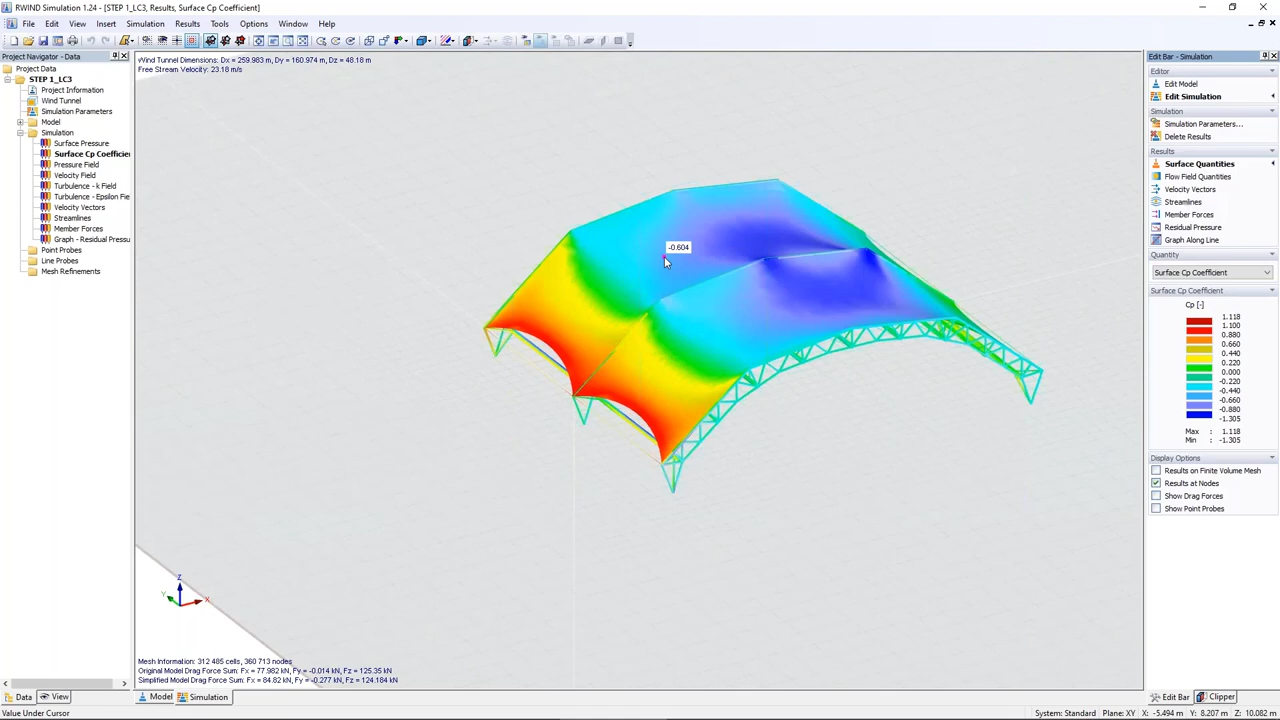 RWIND Simulation 1.24 - [STEP 1_LC3, Results, Surface Cp Coefficient]
File Edit View Insert Simulation Results Tools Options Window Help
Project Navigator - Data
Project Data
STEP 1_LC3
Project Information
Wind Tunnel
Simulation Parameters
Model
Simulation
Surface Pressure
Surface Cp Coefficie
Pressure Field
Velocity Field
Turbulence - k Field
Turbulence - Epsilon Fie
Velocity Vectors
Streamlines
Member Forces
Graph - Residual Pressu
Point Probes
Line Probes
Mesh Refinements
Data View
Wind Tunnel Dimensions: Dx = 259.983 m, Dy = 160.974 m, Dz = 48.18 m
Free Stream Velocity: 23.18 m/s
-0.604
Z
Y
X
Mesh Information: 312 485 cells, 360 713 nodes
Original Model Drag Force Sum: Fx = 77.982 kN, Fy = -0.014 kN, Fz = 125.35 kN
Simplified Model Drag Force Sum: Fx = 84.82 kN, Fy = -0.277 kN, Fz = 124.184 kN
Model Simulation
Edit Bar - Simulation
Editor
Edit Model
Edit Simulation
Simulation
Simulation Parameters...
Delete Results
Results
Surface Quantities
Flow Field Quantities
Velocity Vectors
Streamlines
Member Forces
Residual Pressure
Graph Along Line
Quantity
Surface Cp Coefficient
Surface Cp Coefficient
Cp [-]
1.118
1.100
0.880
0.660
0.440
0.220
0.000
-0.220
-0.440
-0.660
-0.880
-1.305
Max : 1.118
Min : -1.305
Display Options
Results on Finite Volume Mesh
Results at Nodes
Show Drag Forces
Show Point Probes
Edit Bar Clipper
Value Under Cursor
System: Standard Plane: XY X: -5.494 m Y: 8.207 m Z: 10.082 m